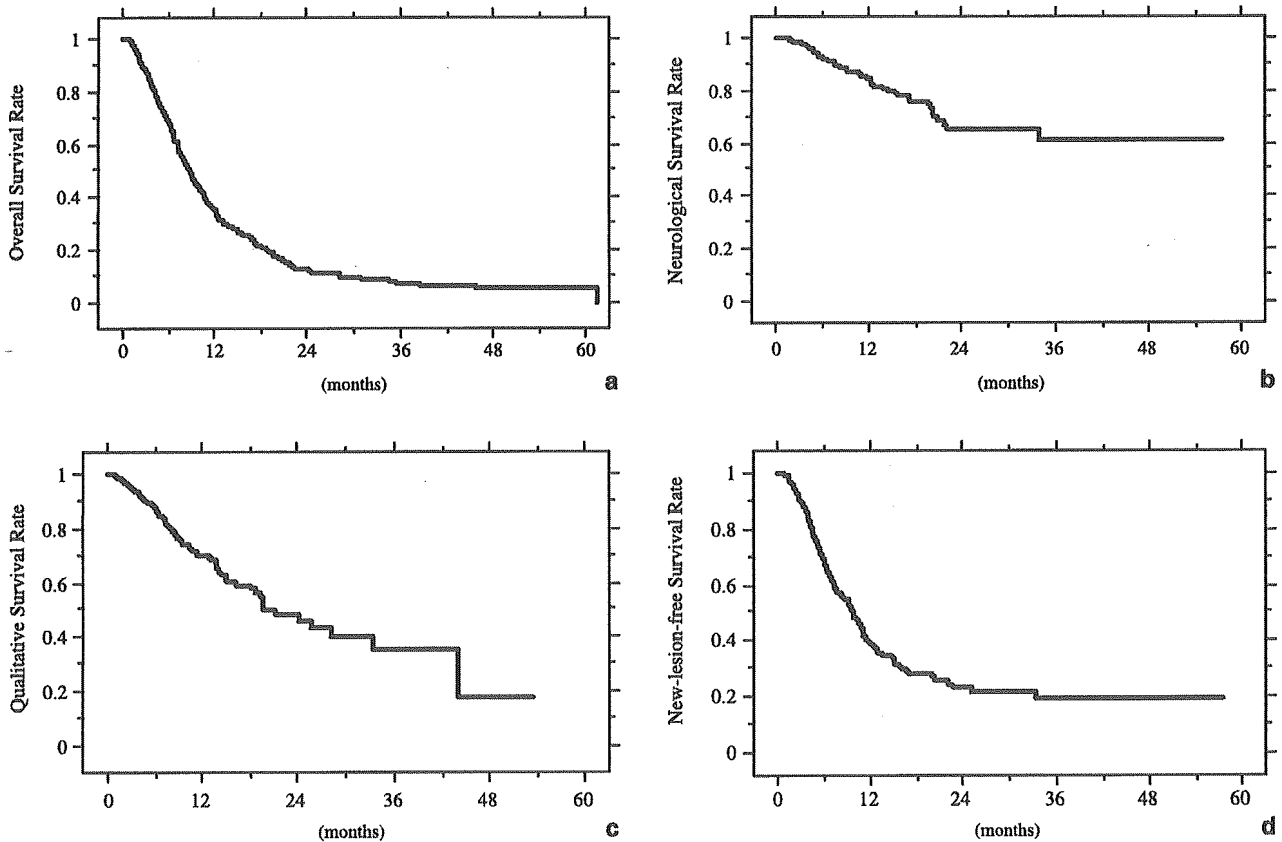 Overall Survival Rate
1
0.8
0.6
0.4
0.2
0
0 12 24 36 48 60
(months)
a
Neurological Survival Rate
1
0.8
0.6
0.4
0.2
0
0 12 24 36 48 60
(months)
b
Qualitative Survival Rate
1
0.8
0.6
0.4
0.2
0
0 12 24 36 48 60
(months)
c
New-lesion-free Survival Rate
1
0.8
0.6
0.4
0.2
0
0 12 24 36 48 60
(months)
d